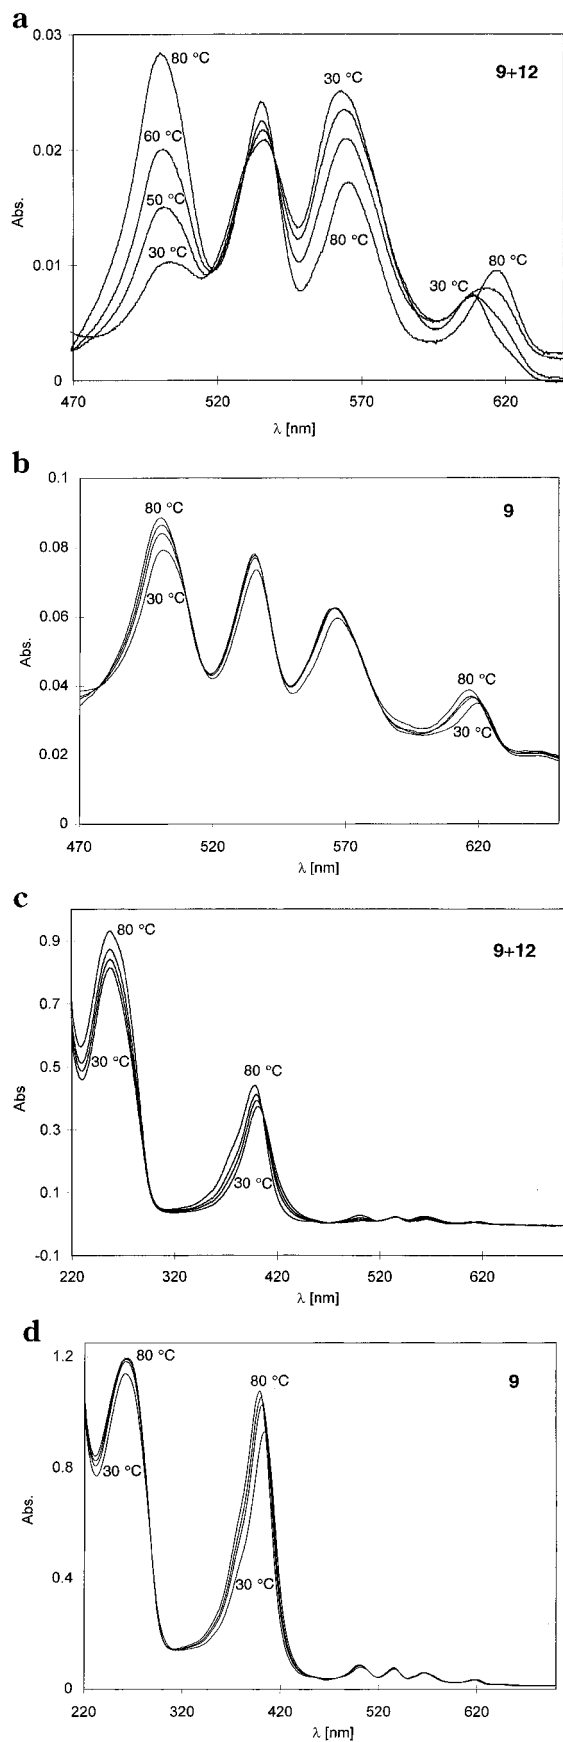 a
0.03
80 °C
30 °C
9+12
0.02
60 °C
50 °C
Abs.
30 °C
80 °C
30 °C
80 °C
0.01
0
470
520
570
620
λ [nm]
b
0.1
80 °C
9
0.08
30 °C
0.06
Abs.
80 °C
0.04
30 °C
0.02
0
470
520
570
620
λ [nm]
c
0.9
80 °C
9+12
0.7
30 °C
0.5
80 °C
Abs
0.3
30 °C
0.1
-0.1
220
320
420
520
620
λ [nm]
d
1.2
80 °C
80 °C
9
0.8
30 °C
Abs.
0.4
30 °C
0
220
320
420
520
620
λ [nm]